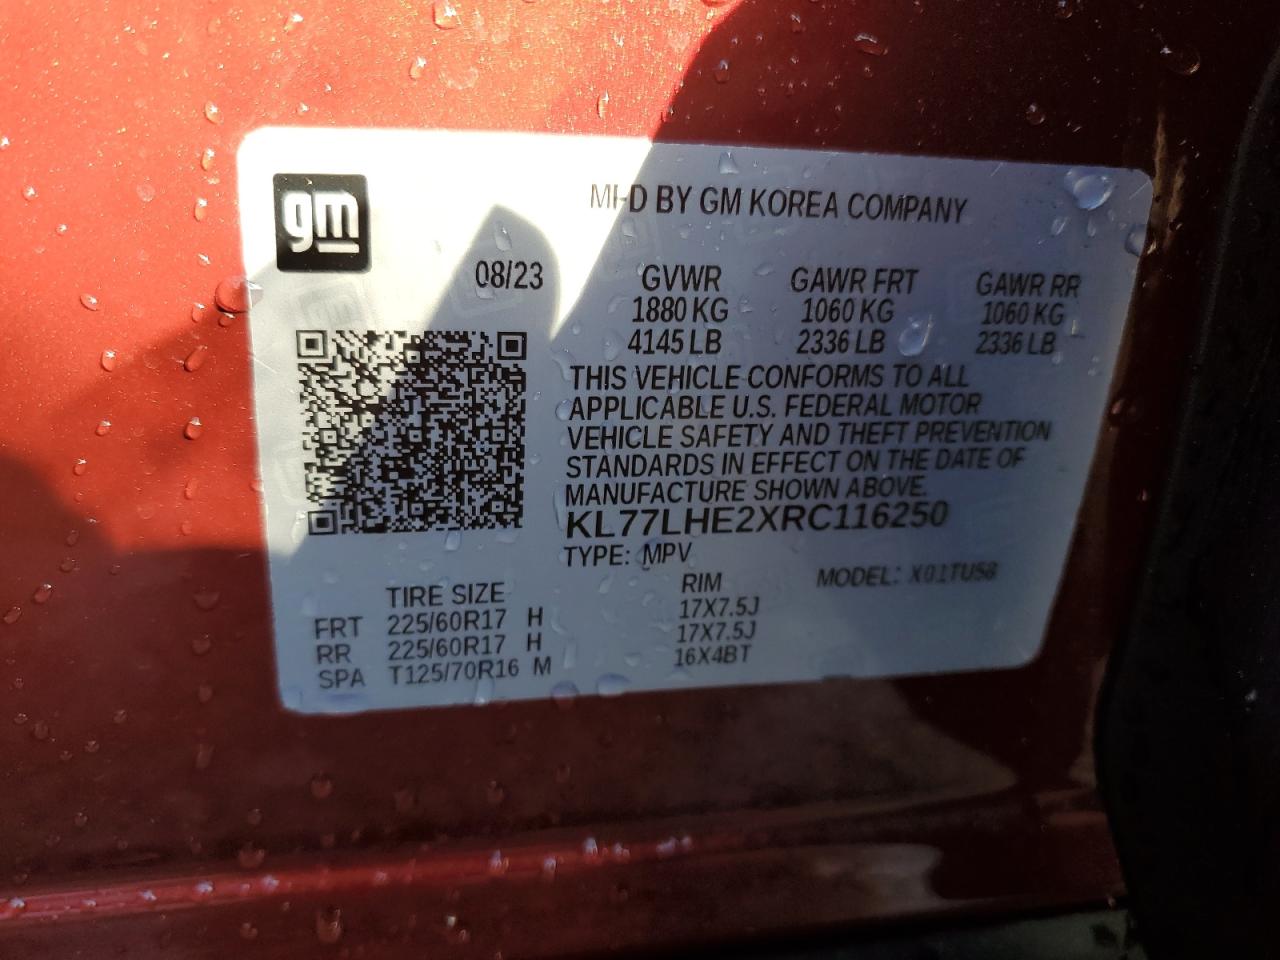 gm
MFD BY GM KOREA COMPANY
08/23
GVWR GAWR FRT GAWR RR
1880 KG 1060 KG 1060 KG
4145 LB 2336 LB 2336 LB
THIS VEHICLE CONFORMS TO ALL
APPLICABLE U.S. FEDERAL MOTOR
VEHICLE SAFETY AND THEFT PREVENTION
STANDARDS IN EFFECT ON THE DATE OF
MANUFACTURE SHOWN ABOVE.
KL77LHE2XRC116250
TYPE: MPV MODEL: X01TU58
TIRE SIZE RIM
FRT 225/60R17 H 17X7.5J
RR 225/60R17 H 17X7.5J
SPA T125/70R16 M 16X4BT